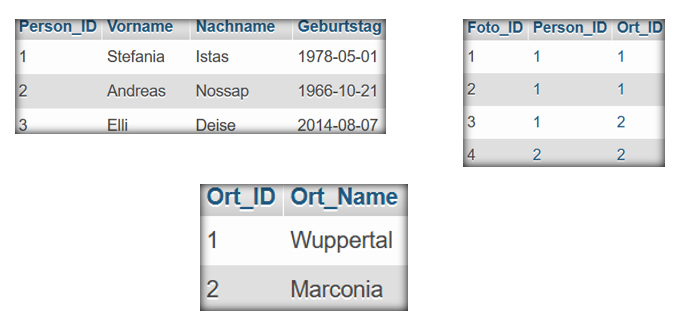 Person_ID Vorname Nachname Geburtstag
1 Stefania Istas 1978-05-01
2 Andreas Nossap 1966-10-21
3 Elli Deise 2014-08-07
Foto_ID Person_ID Ort_ID
1 1 1
2 1 1
3 1 2
4 2 2
Ort_ID Ort_Name
1 Wuppertal
2 Marconia